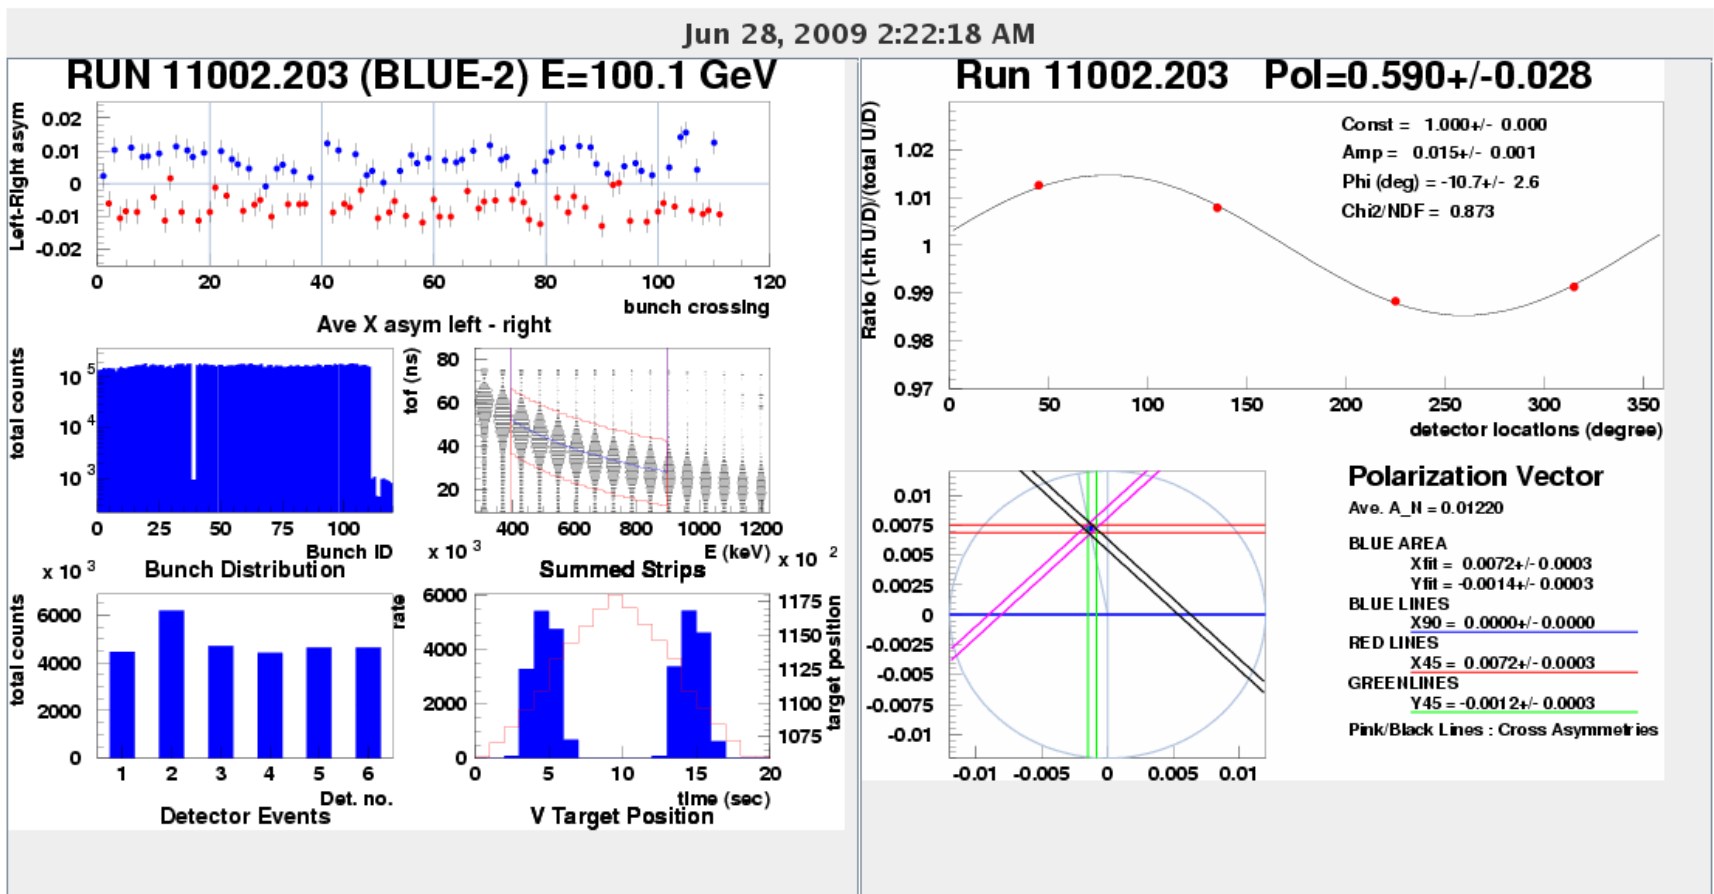 Jun 28, 2009 2:22:18 AM
RUN 11002.203 (BLUE-2) E=100.1 GeV
Left-Right asym
0.02
0.01
0
-0.01
-0.02
0 20 40 60 80 100 120
bunch crossing
Ave X asym left - right
total counts
10 5
10 4
10 3
0 25 50 75 100
Bunch ID
Bunch Distribution
tof (ns)
80
60
40
20
400 600 800 1000 1200
E (keV)
Summed Strips
total counts
x 10 3
6000
4000
2000
0
1 2 3 4 5 6
Det. no.
Detector Events
rate
x 10 3
6000
4000
2000
0
0 5 10 15 20
time (sec)
x 10 2
1175
1150
1125
1100
1075
target position
V Target Position
Run 11002.203 Pol=0.590+/-0.028
Ratio (I-th U/D)/(total U/D)
1.02
1.01
1
0.99
0.98
0.97
0 50 100 150 200 250 300 350
detector locations (degree)
Const = 1.000+/- 0.000
Amp = 0.015+/- 0.001
Phi (deg) = -10.7+/- 2.6
Chi2/NDF = 0.873
0.01
0.0075
0.005
0.0025
0
-0.0025
-0.005
-0.0075
-0.01
-0.01 -0.005 0 0.005 0.01
Polarization Vector
Ave. A_N = 0.01220
BLUE AREA
Xfit = 0.0072+/- 0.0003
Yfit = -0.0014+/- 0.0003
BLUE LINES
X90 = 0.0000+/- 0.0000
RED LINES
X45 = 0.0072+/- 0.0003
GREENLINES
Y45 = -0.0012+/- 0.0003
Pink/Black Lines : Cross Asymmetries